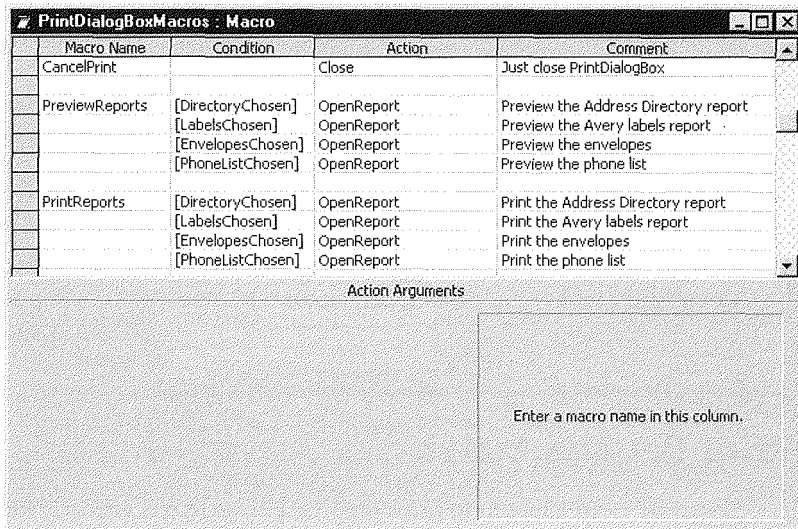 PrintDialogBoxMacros : Macro
Macro Name Condition Action Comment
CancelPrint Close Just close PrintDialogBox
PreviewReports [DirectoryChosen] OpenReport Preview the Address Directory report
[LabelsChosen] OpenReport Preview the Avery labels report
[EnvelopesChosen] OpenReport Preview the envelopes
[PhoneListChosen] OpenReport Preview the phone list
PrintReports [DirectoryChosen] OpenReport Print the Address Directory report
[LabelsChosen] OpenReport Print the Avery labels report
[EnvelopesChosen] OpenReport Print the envelopes
[PhoneListChosen] OpenReport Print the phone list
Action Arguments
Enter a macro name in this column.